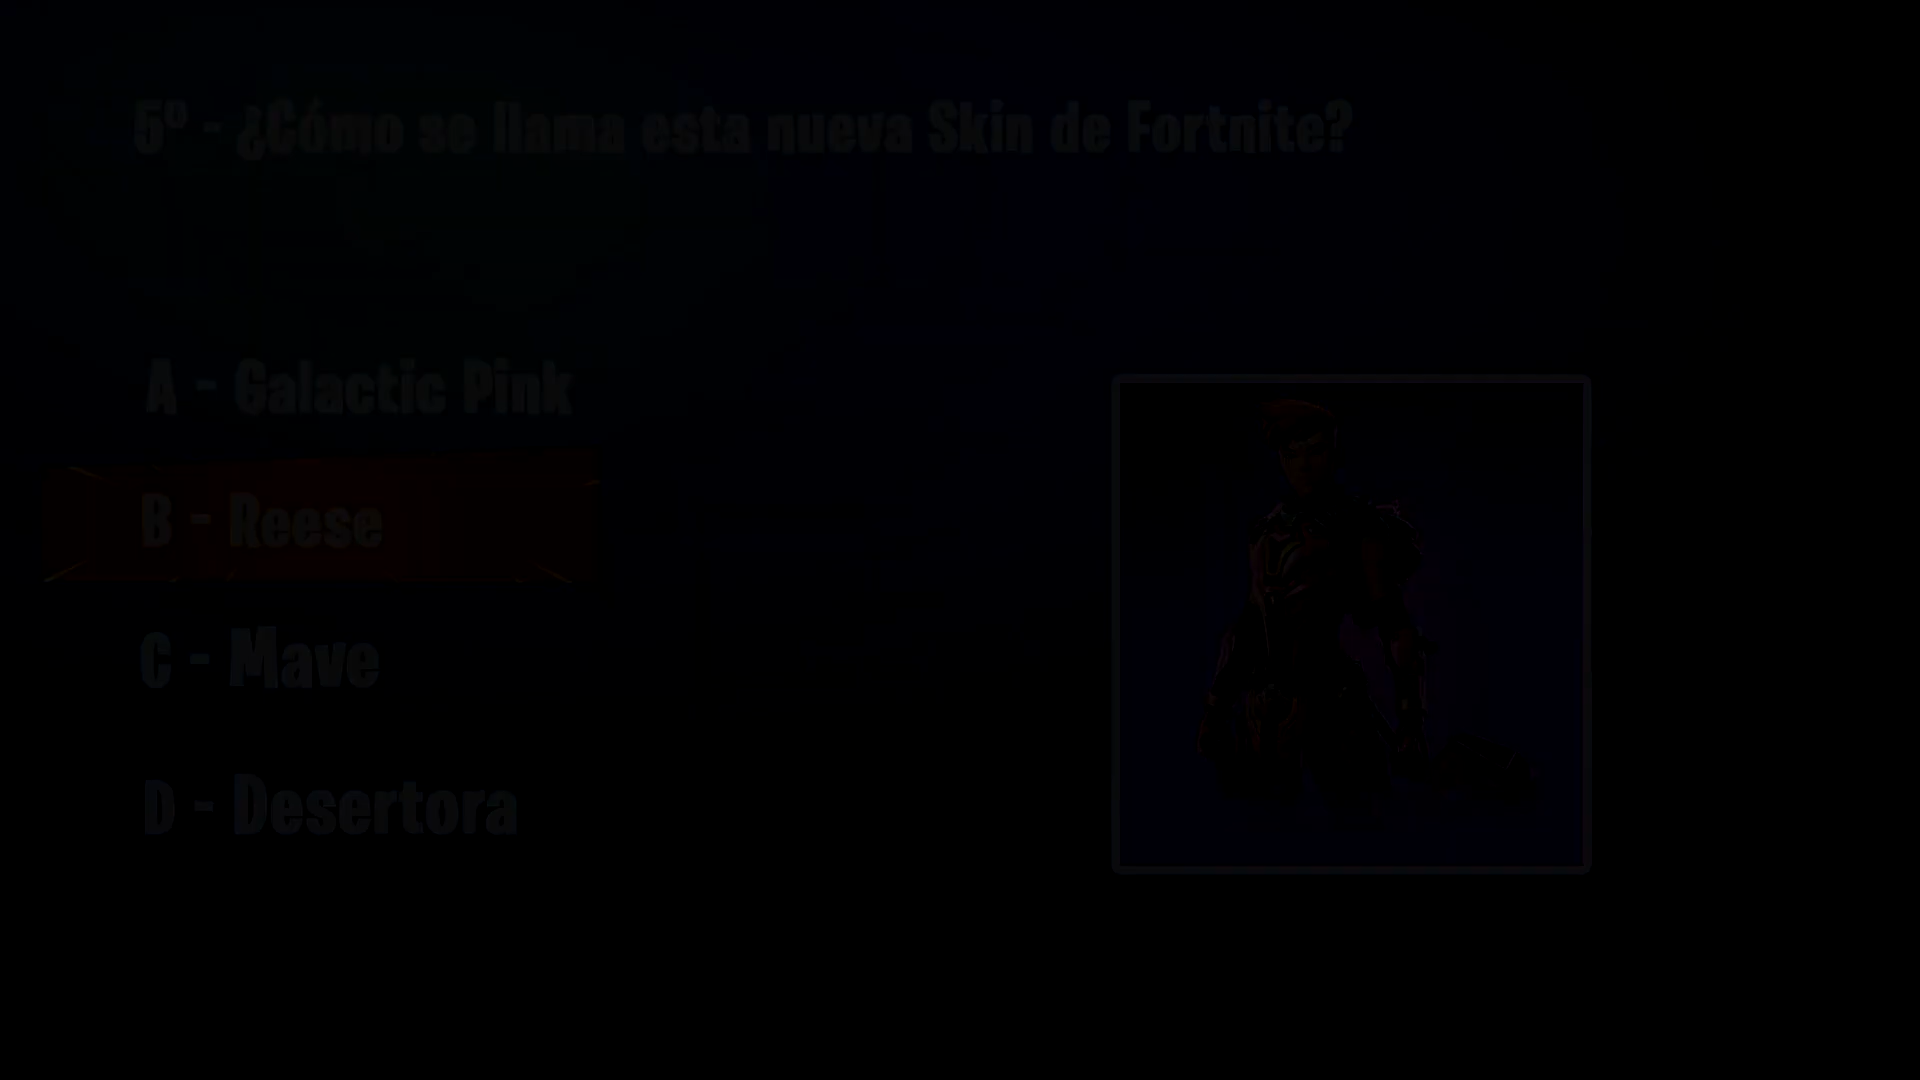 5º - ¿Cómo se llama esta nueva Skin de Fortnite?
A - Galactic Pink
B - Reese
C - Mave
D - Desertora